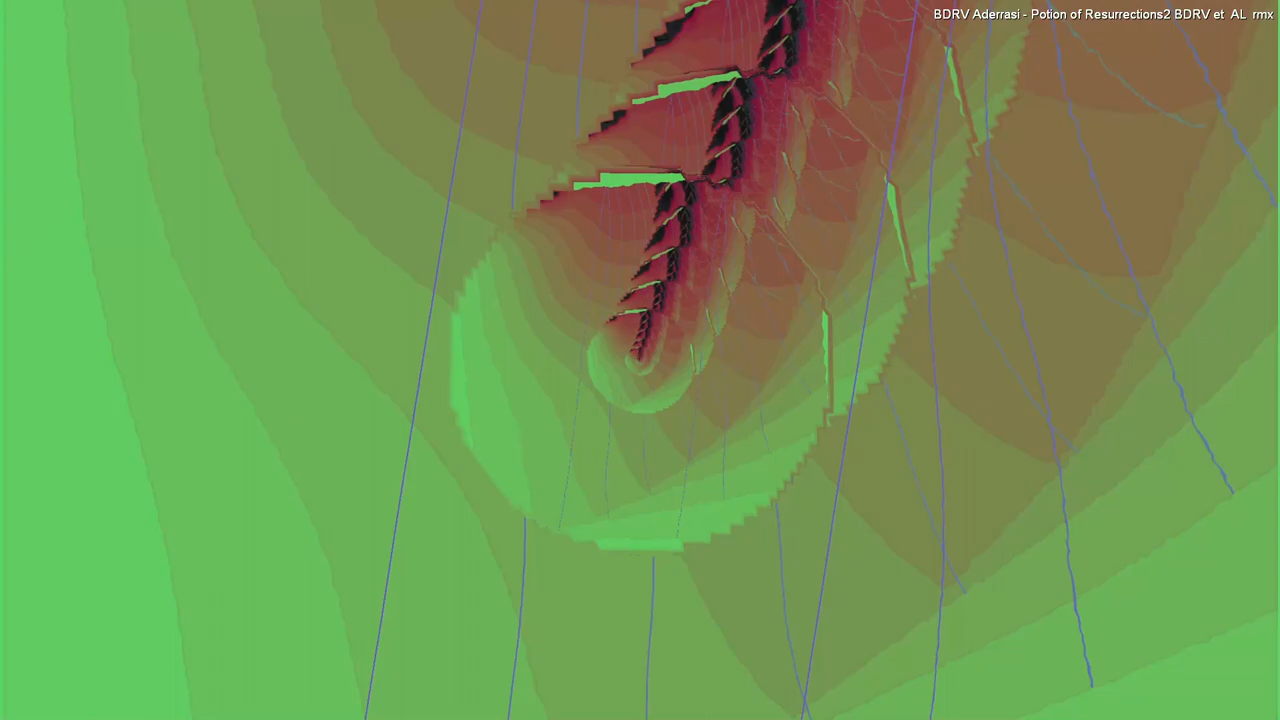 BDRV Aderrasi - Potion of Resurrections2 BDRV et  AL  rmx